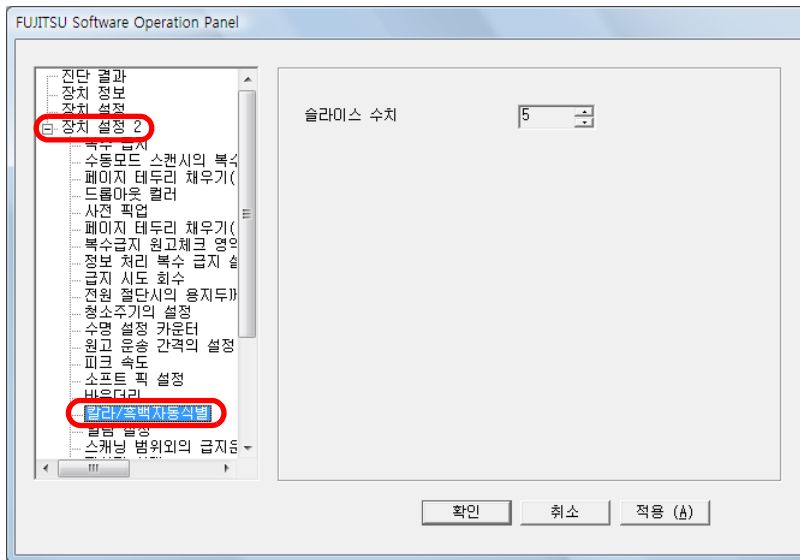 FUJITSU Software Operation Panel
진단 결과
장치 정보
장치 설정
장치 설정 2
복수 급지
수동모드 스캔시의 복수
페이지 테두리 채우기(
드롭아웃 컬러
사전 픽업
페이지 테두리 채우기(
복수급지 원고체크 영역
정보 처리 복수 급지 설
급지 시도 회수
전원 절단시의 용지두께
청소주기의 설정
수명 설정 카운터
원고 운송 간격의 설정
피크 속도
소프트 픽 설정
바운더리
칼라/흑백자동식별
알람 설정
스캐닝 범위외의 급지운
슬라이스 수치
5
확인
취소
적용 (A)